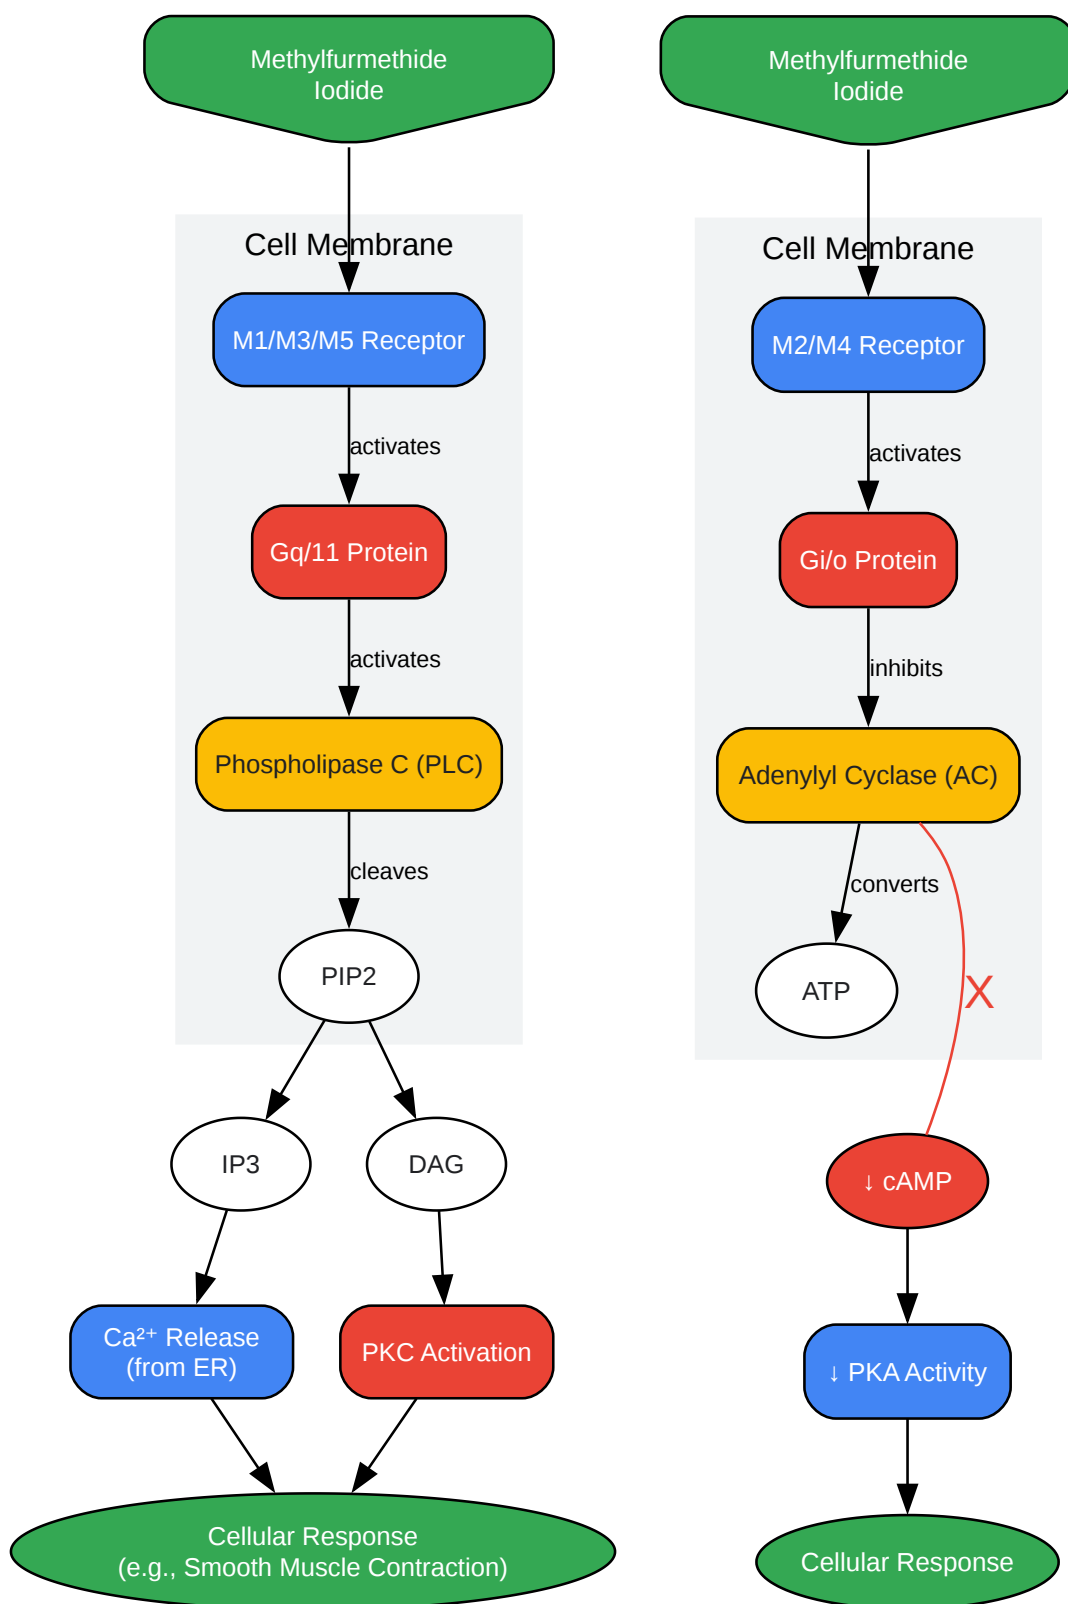 Methylfurmethide
Iodide
Cell Membrane
M1/M3/M5 Receptor
activates
Gq/11 Protein
activates
Phospholipase C (PLC)
cleaves
PIP2
IP3
DAG
Ca²⁺ Release
(from ER)
PKC Activation
Cellular Response
(e.g., Smooth Muscle Contraction)
Methylfurmethide
Iodide
Cell Membrane
M2/M4 Receptor
activates
Gi/o Protein
inhibits
Adenylyl Cyclase (AC)
converts
ATP
X
↓ cAMP
↓ PKA Activity
Cellular Response